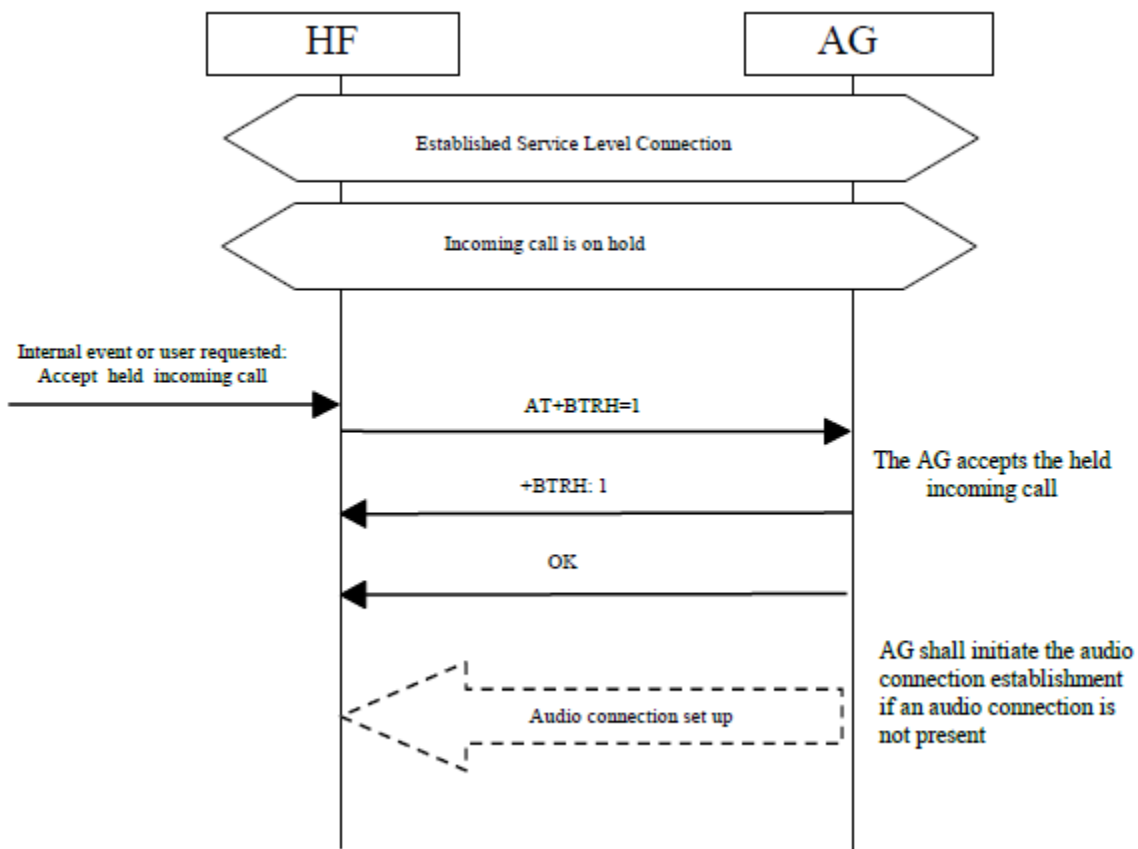 HF
AG
Established Service Level Connection
Incoming call is on hold
Internal event or user requested:
Accept held incoming call
AT+BTRH=1
The AG accepts the held
incoming call
+BTRH: 1
OK
AG shall initiate the audio
connection establishment
if an audio connection is
not present
Audio connection set up